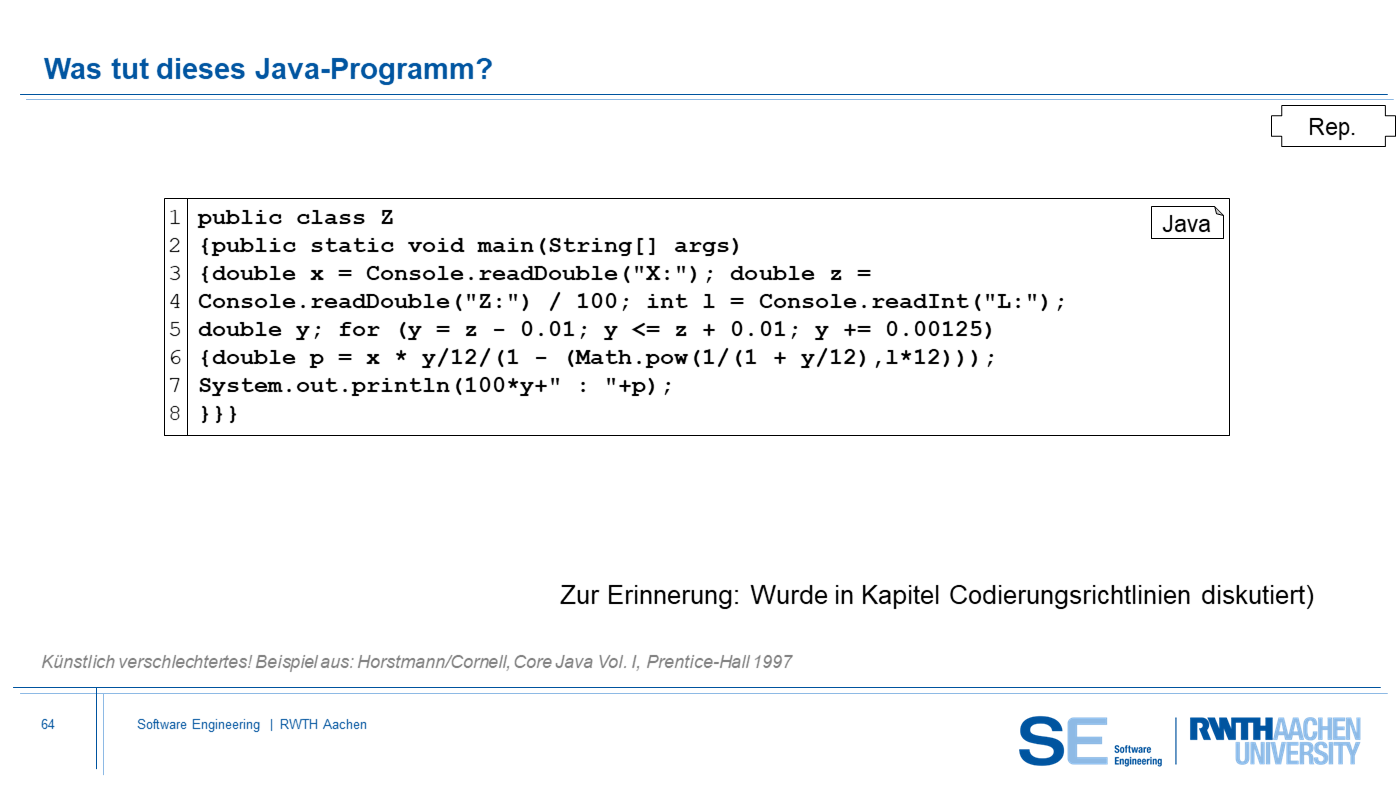 Was tut dieses Java-Programm?
Rep.
Java
1 public class Z
2 {public static void main(String[] args)
3 {double x = Console.readDouble("X:"); double z =
4 Console.readDouble("Z:") / 100; int l = Console.readInt("L:");
5 double y; for (y = z - 0.01; y <= z + 0.01; y += 0.00125)
6 {double p = x * y/12/(1 - (Math.pow(1/(1 + y/12),l*12)));
7 System.out.println(100*y+" : "+p);
8 }}}
Zur Erinnerung: Wurde in Kapitel Codierungsrichtlinien diskutiert)
Künstlich verschlechtertes! Beispiel aus: Horstmann/Cornell, Core Java Vol. I, Prentice-Hall 1997
64
Software Engineering | RWTH Aachen
SE Software
Engineering
RWTHAACHEN
UNIVERSITY